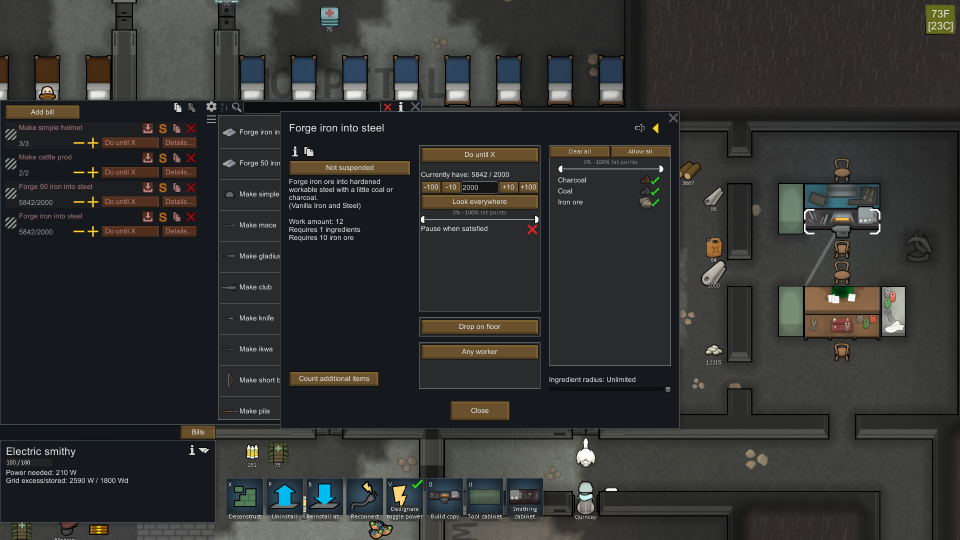 73F
[23C]
75
HOSPITAL
Add bill
Make simple helmet
3/3
Do until X
Details...
Make cattle prod
2/2
Do until X
Details...
Forge 50 iron into steel
5842/2000
Do until X
Details...
Forge iron into steel
5842/2000
Do until X
Details...
Forge iron in
Forge 50 iron
Make simple
Make mace
Make gladius
Make club
Make knife
Make ikwa
Make short b
Make pila
Forge iron into steel
Not suspended
Forge iron ore into hardened
workable steel with a little coal or
charcoal.
(Vanilla Iron and Steel)
Work amount: 12
Requires 1 ingredients
Requires 10 iron ore
Count additional items
Do until X
Currently have: 5842 / 2000
-100
-10
2000
+10
+100
Look everywhere
0% - 100% hit points
Pause when satisfied
Drop on floor
Any worker
Close
Clear all
Allow all
0% - 100% hit points
Charcoal
Coal
Iron ore
Ingredient radius: Unlimited
3667
86
84
12215
Bills
Electric smithy
180/180
Power needed: 210 W
Grid excess/stored: 2590 W / 1800 Wd
151
75
X
Deconstruct
P
Uninstall
B
Reinstall at
Reconnect
V
Designate
toggle power
O
Build copy
U
Tool cabinet
Smithing
cabinet
Quincey